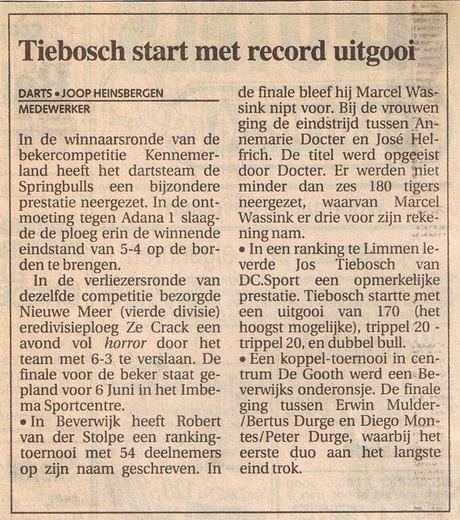 Tiebosch start met record uitgooi
DARTS • JOOP HEINSBERGEN
MEDEWERKER
In de winnaarsronde van de
bekercompetitie Kennemer-
land heeft het dartsteam de
Springbulls een bijzondere
prestatie neergezet. In de ont-
moeting tegen Adana 1 slaag-
de de ploeg erin de winnende
eindstand van 5-4 op de bor-
den te brengen.
In de verliezersronde van
dezelfde competitie bezorgde
Nieuwe Meer (vierde divisie)
eredivisieploeg Ze Crack een
avond vol horror door het
team met 6-3 te verslaan. De
finale voor de beker staat ge-
pland voor 6 Juni in het Imbe-
ma Sportcentre.
• In Beverwijk heeft Robert
van der Stolpe een ranking-
toernooi met 54 deelnemers
op zijn naam geschreven. In
de finale bleef hij Marcel Was-
sink nipt voor. Bij de vrouwen
ging de eindstrijd tussen An-
nemarie Docter en José Hel-
frich. De titel werd opgeeist
door Docter. Er werden niet
minder dan zes 180 tigers
neergezet, waarvan Marcel
Wassink er drie voor zijn reke-
ning nam.
• In een ranking te Limmen le-
verde Jos Tiebosch van
DC.Sport een opmerkelijke
prestatie. Tiebosch startte met
een uitgooi van 170 (het
hoogst mogelijke), trippel 20 -
trippel 20, en dubbel bull.
• Een koppel-toernooi in cen-
trum De Gooth werd een Be-
verwijks onderonsje. De finale
ging tussen Erwin Mulder-
/Bertus Durge en Diego Mon-
tes/Peter Durge, waarbij het
eerste duo aan het langste
eind trok.